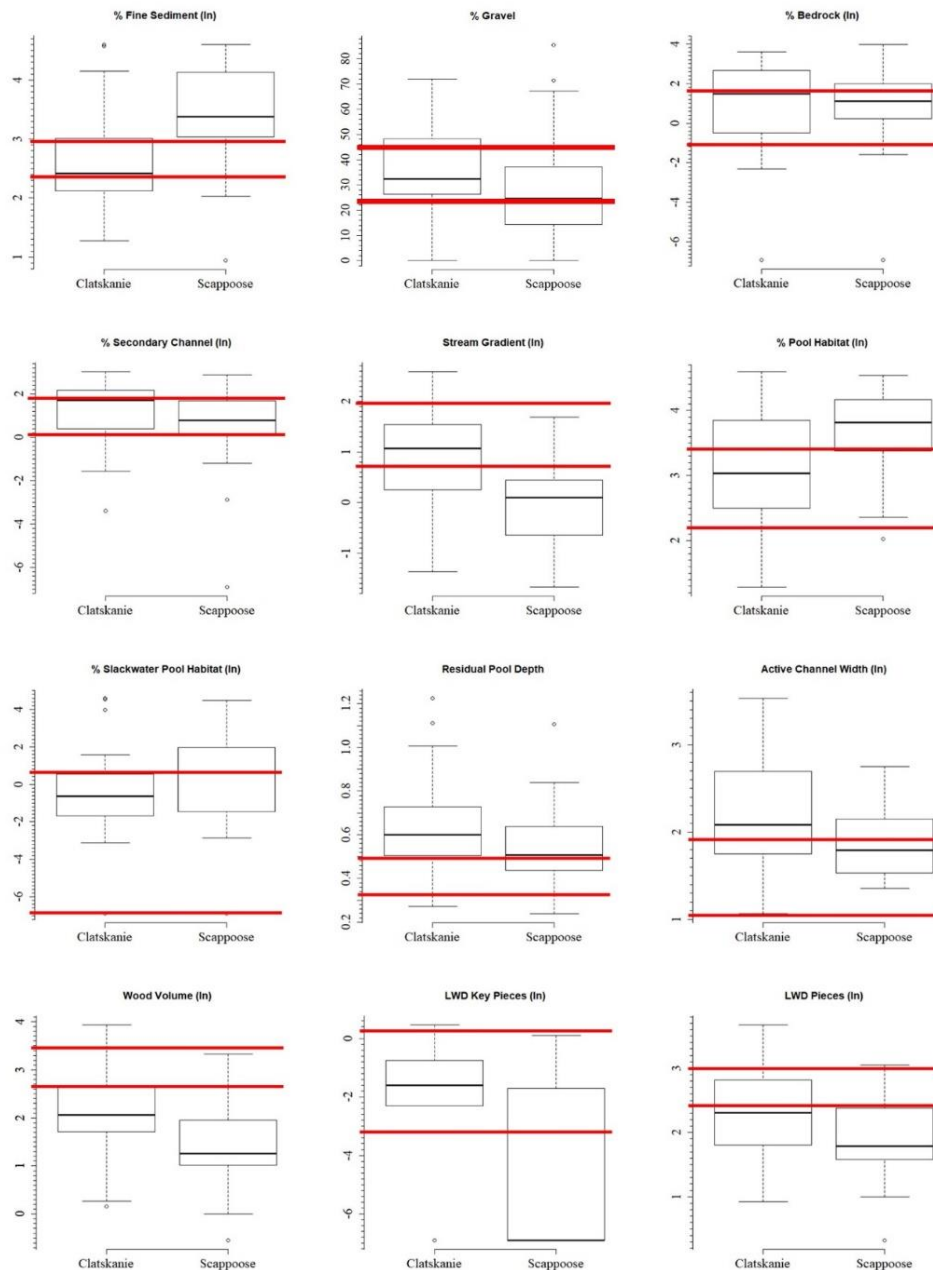 % Fine Sediment (ln)
4
3
2
1
Clatskanie Scappoose
% Gravel
80
70
60
50
40
30
20
10
0
Clatskanie Scappoose
% Bedrock (ln)
4
2
0
-2
-6
Clatskanie Scappoose
% Secondary Channel (ln)
2
0
-2
-4
-6
Clatskanie Scappoose
Stream Gradient (ln)
2
1
0
-1
Clatskanie Scappoose
% Pool Habitat (ln)
4
3
2
Clatskanie Scappoose
% Slackwater Pool Habitat (ln)
4
2
0
-2
-4
-6
Clatskanie Scappoose
Residual Pool Depth
1.2
1.0
0.8
0.6
0.4
0.2
Clatskanie Scappoose
Active Channel Width (ln)
3
2
1
Clatskanie Scappoose
Wood Volume (ln)
4
3
2
1
0
Clatskanie Scappoose
LWD Key Pieces (ln)
0
-2
-4
-6
Clatskanie Scappoose
LWD Pieces (ln)
3
2
1
Clatskanie Scappoose